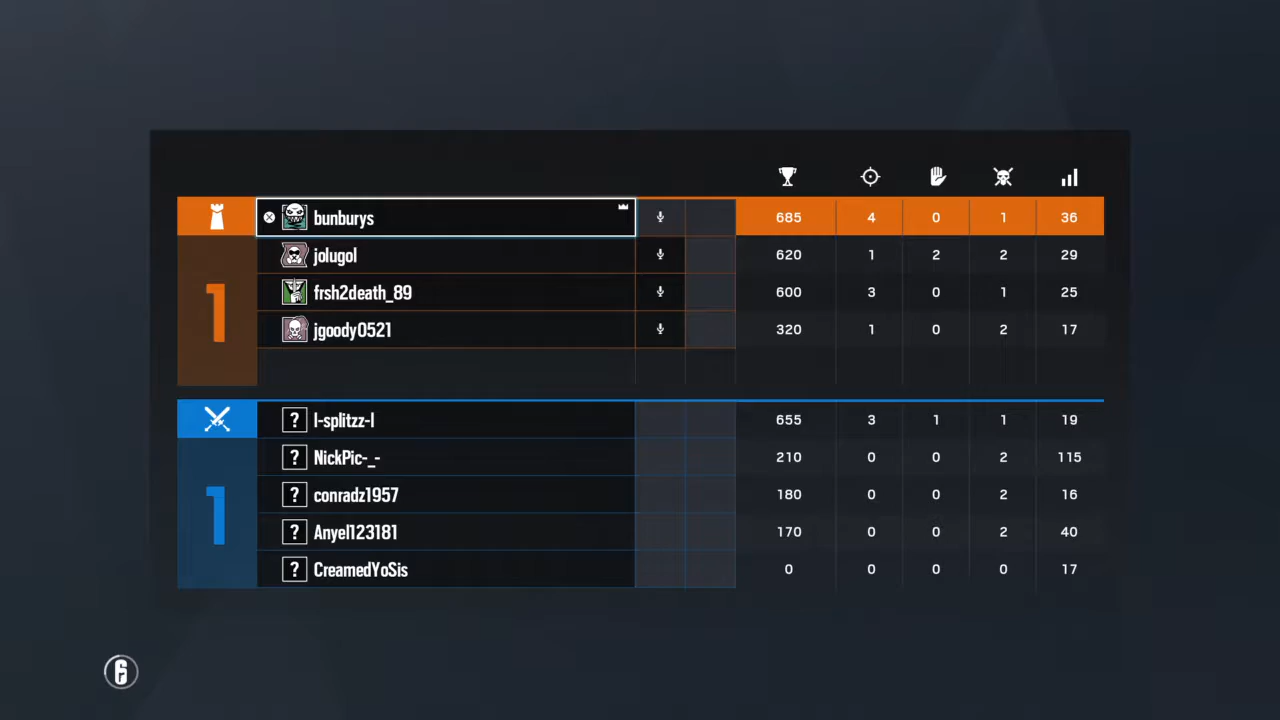 bunburys 685 4 0 1 36
jolugol 620 1 2 2 29
1 frsh2death_89 600 3 0 1 25
jgoody0521 320 1 0 2 17
? l-splitzz-l 655 3 1 1 19
? NickPic-_- 210 0 0 2 115
? conradz1957 180 0 0 2 16
1 ? Anyel123181 170 0 0 2 40
? CreamedYoSis 0 0 0 0 17
6